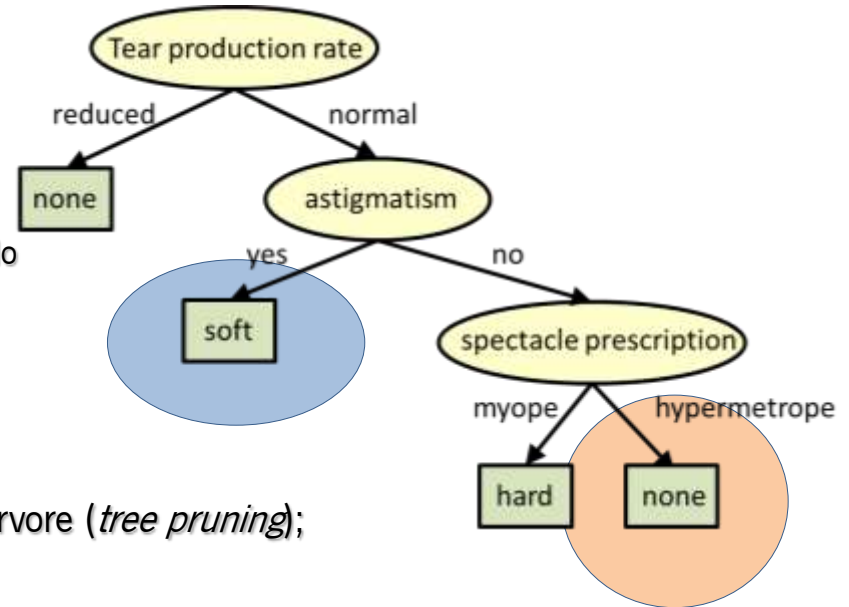 Tear production rate
reduced
normal
none
astigmatism
lo
yes
no
soft
spectacle prescription
myope
hypermetrope
hard
none
rvore (tree pruning);